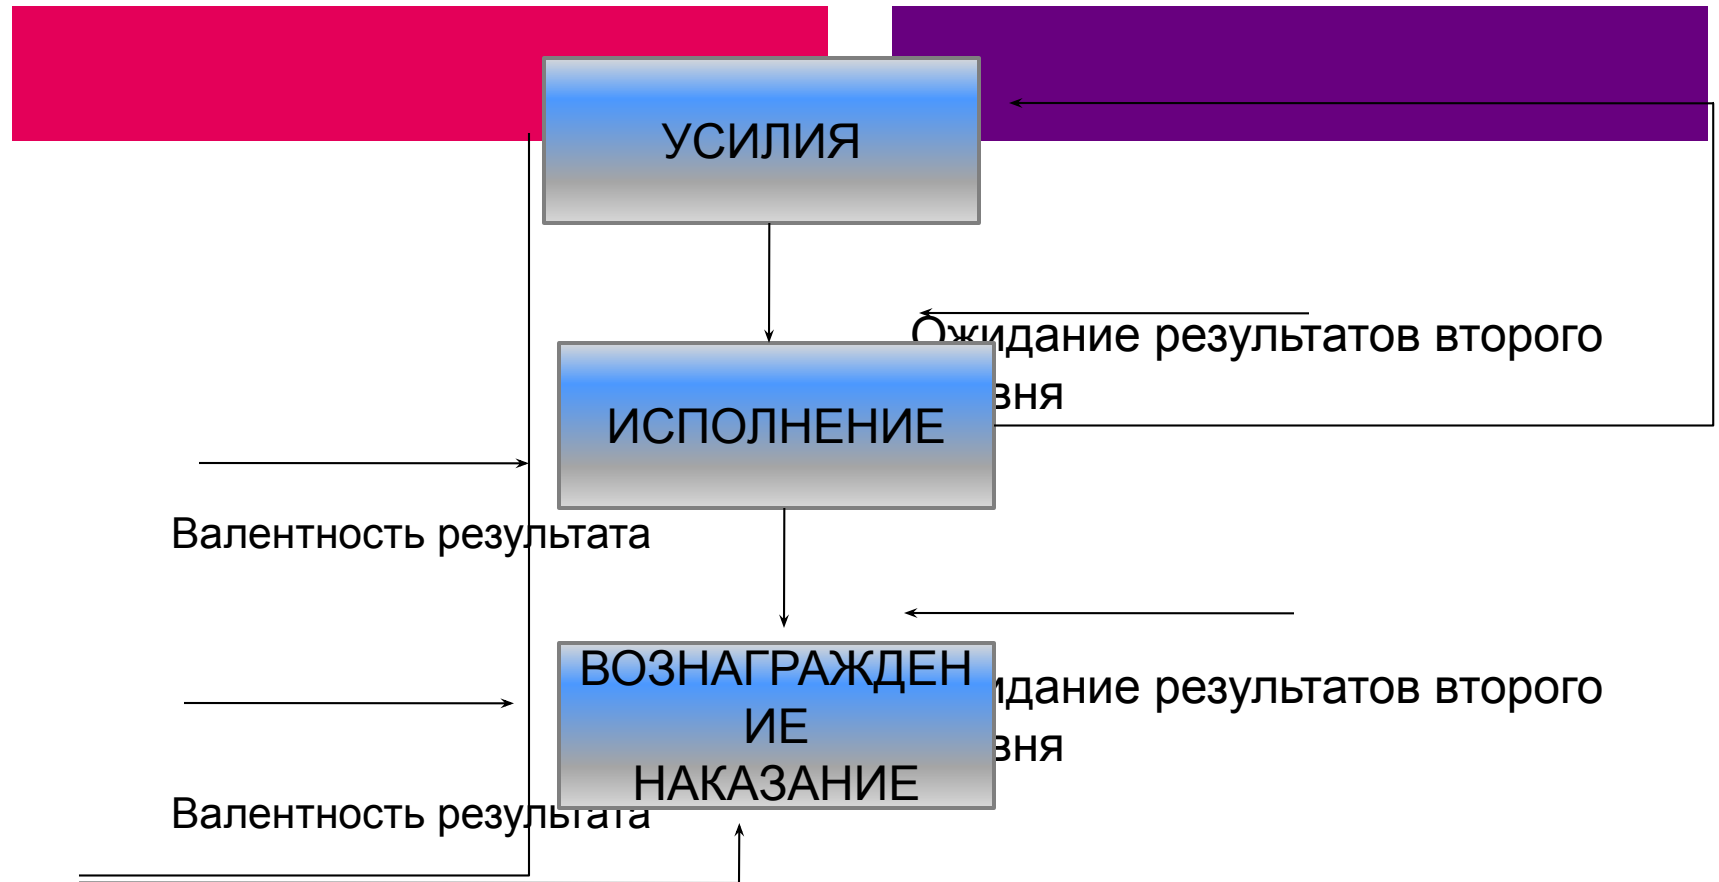 УСИЛИЯ
Ожидание результатов второго
вня
ИСПОЛНЕНИЕ
Валентность результата
ВОЗНАГРАЖДЕН
ИЕ
НАКАЗАНИЕ
идание результатов второго
вня
Валентность результата